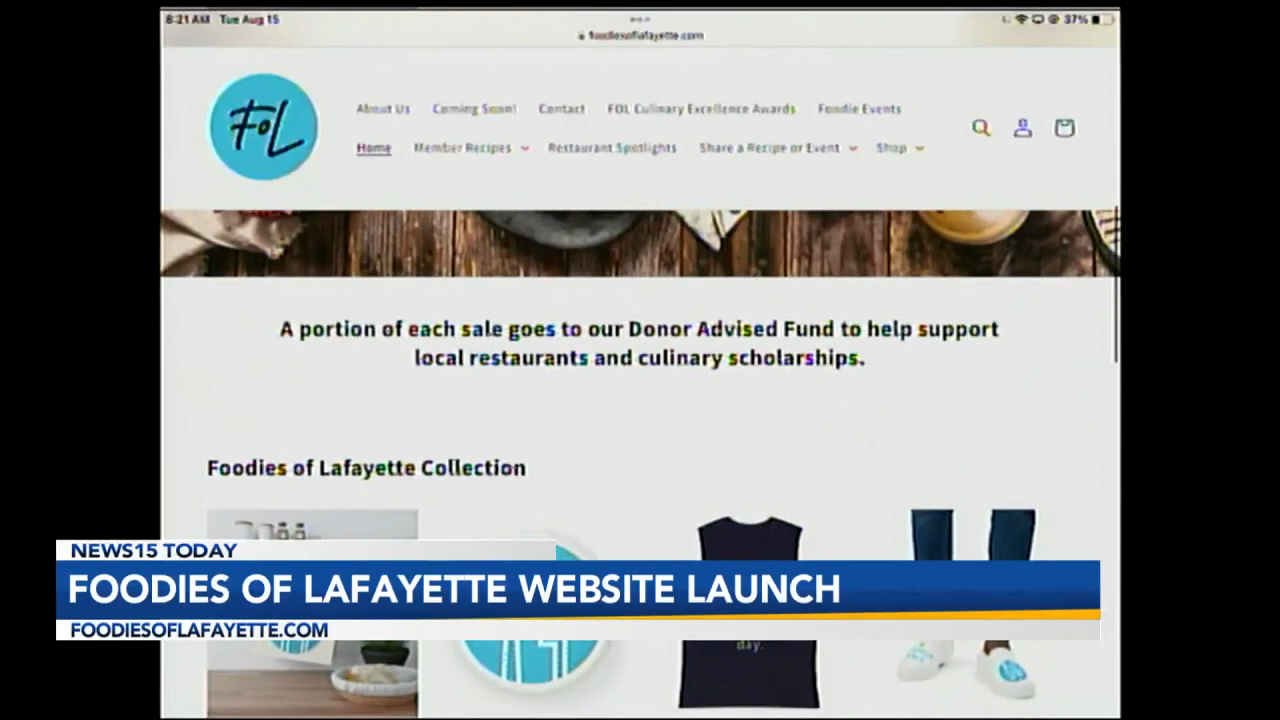 8:21 AM Tue Aug 15
37%
foodiesoflafayette.com
FoL
About Us Coming Soon! Contact FOL Culinary Excellence Awards Foodie Events
Home Member Recipes Restaurant Spotlights Share a Recipe or Event Shop
A portion of each sale goes to our Donor Advised Fund to help support
local restaurants and culinary scholarships.
Foodies of Lafayette Collection
NEWS15 TODAY
FOODIES OF LAFAYETTE WEBSITE LAUNCH
FOODIESOFLAFAYETTE.COM
day.